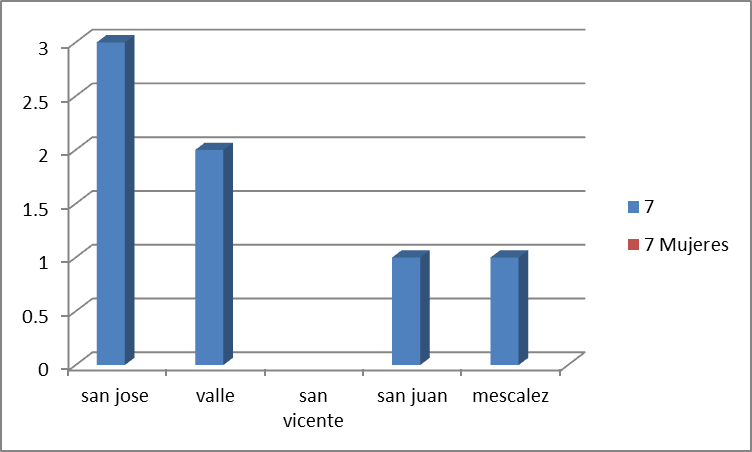 3
2.5
2
1.5
1
0.5
0
san jose
valle
san
vicente
san juan
mescalez
7
7 Mujeres